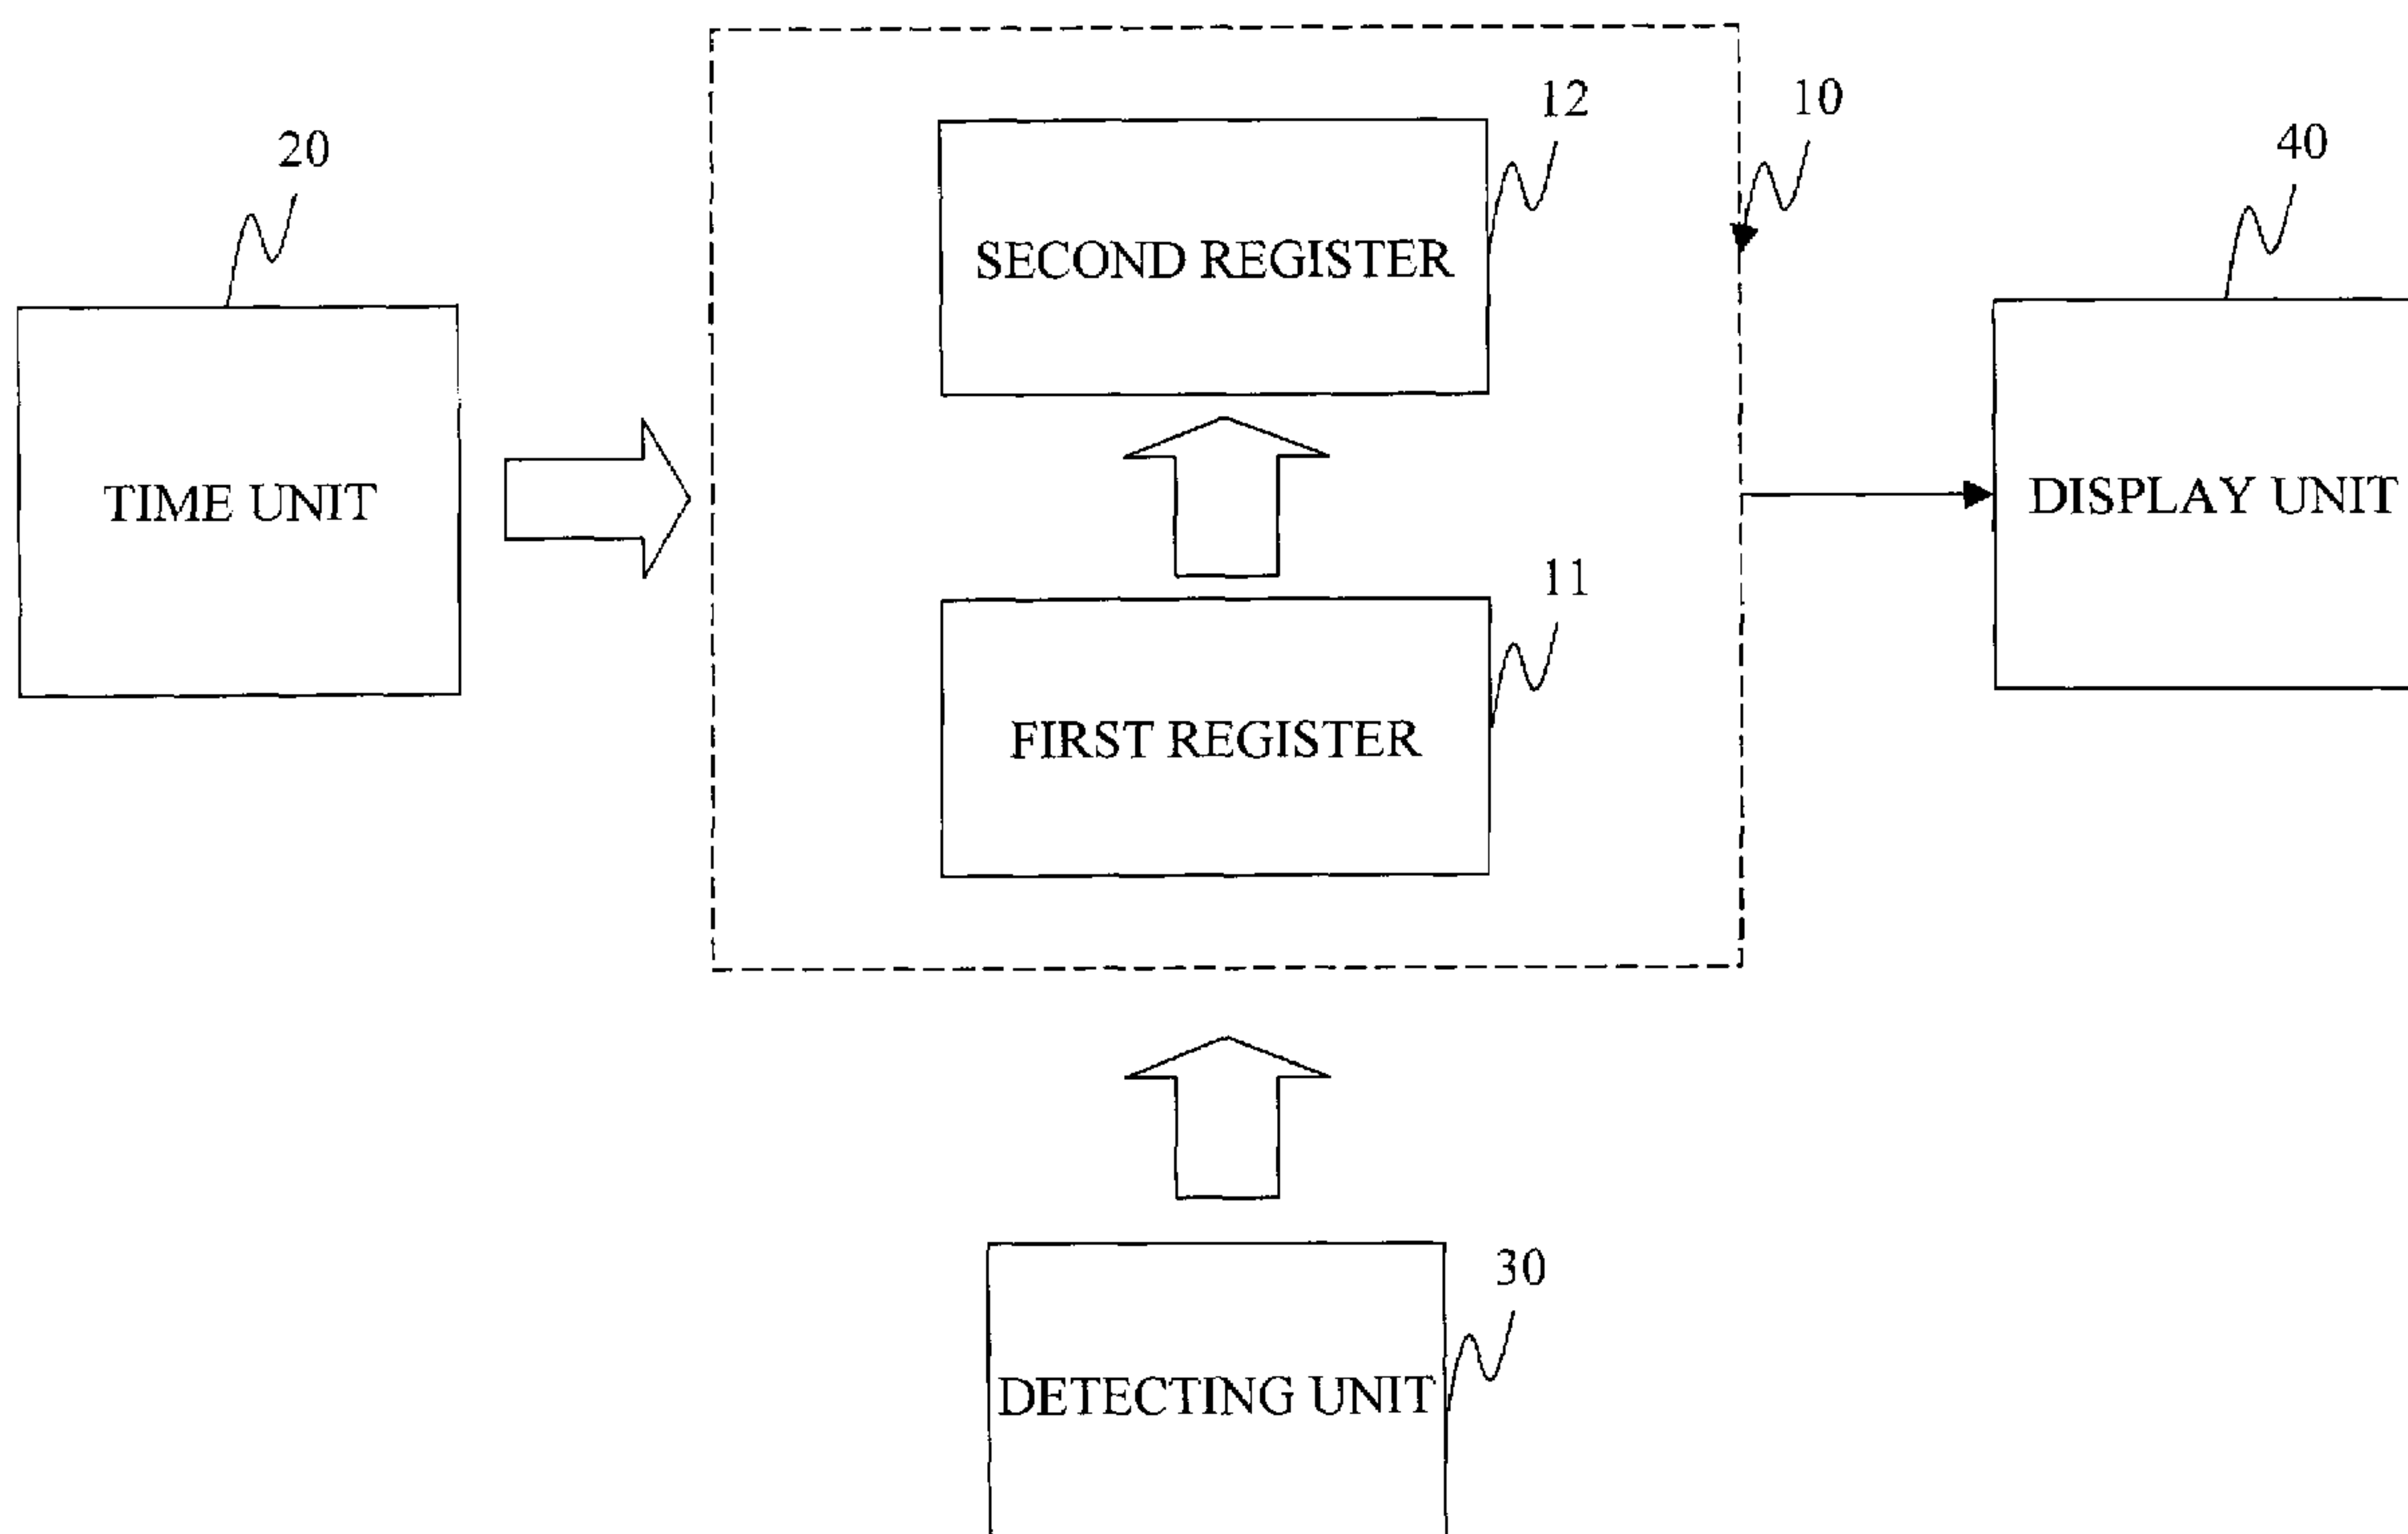 12
10
20
40
SECOND REGISTER
TIME UNIT
DISPLAY UNIT
11
FIRST REGISTER
30
DETECTING UNIT